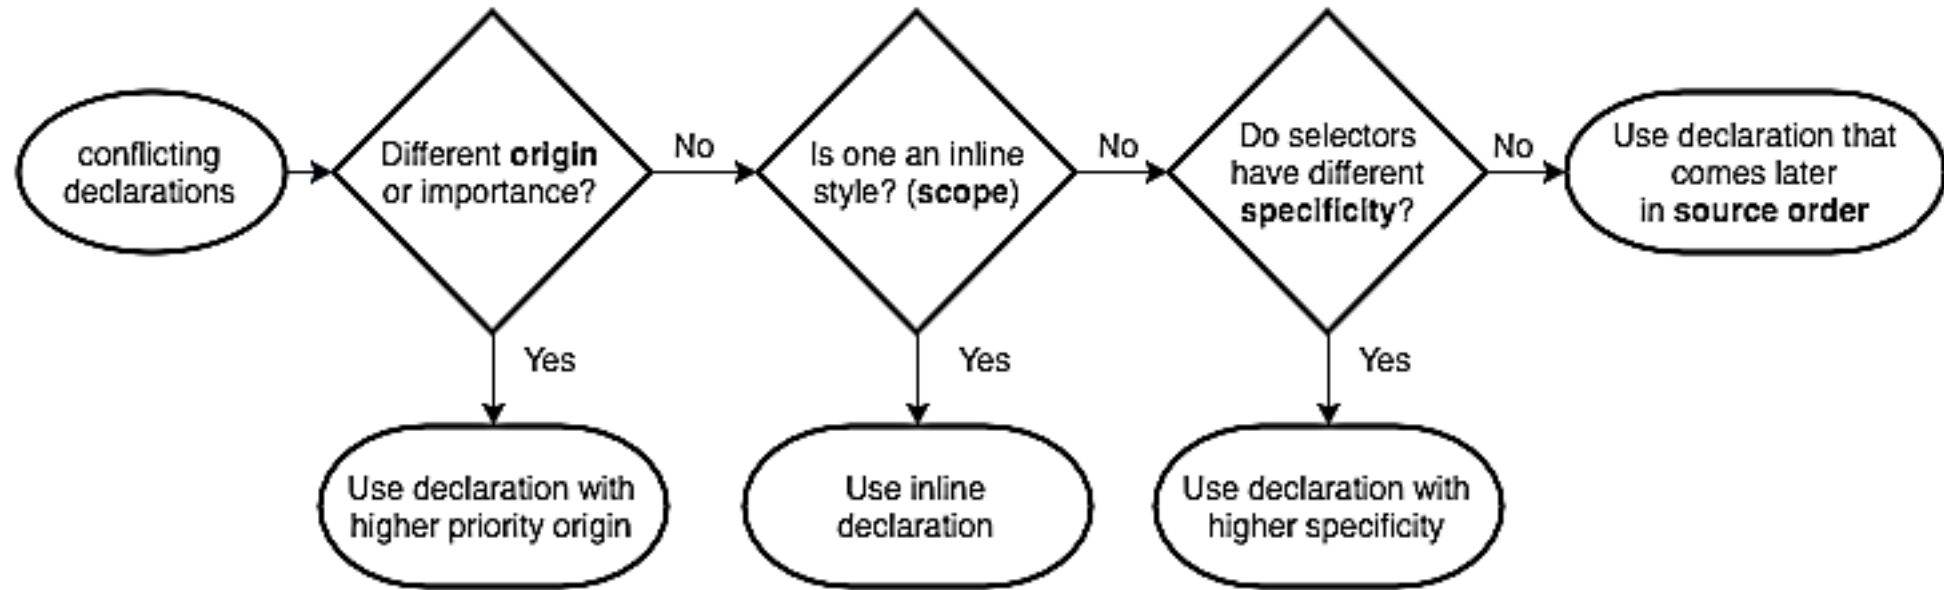 conflicting
declarations
Different origin
or importance?
No
Is one an inline
style? (scope)
No
Do selectors
have different
specificity?
No
Use declaration that
comes later
in source order
Yes
Yes
Yes
Use declaration with
higher priority origin
Use inline
declaration
Use declaration with
higher specificity